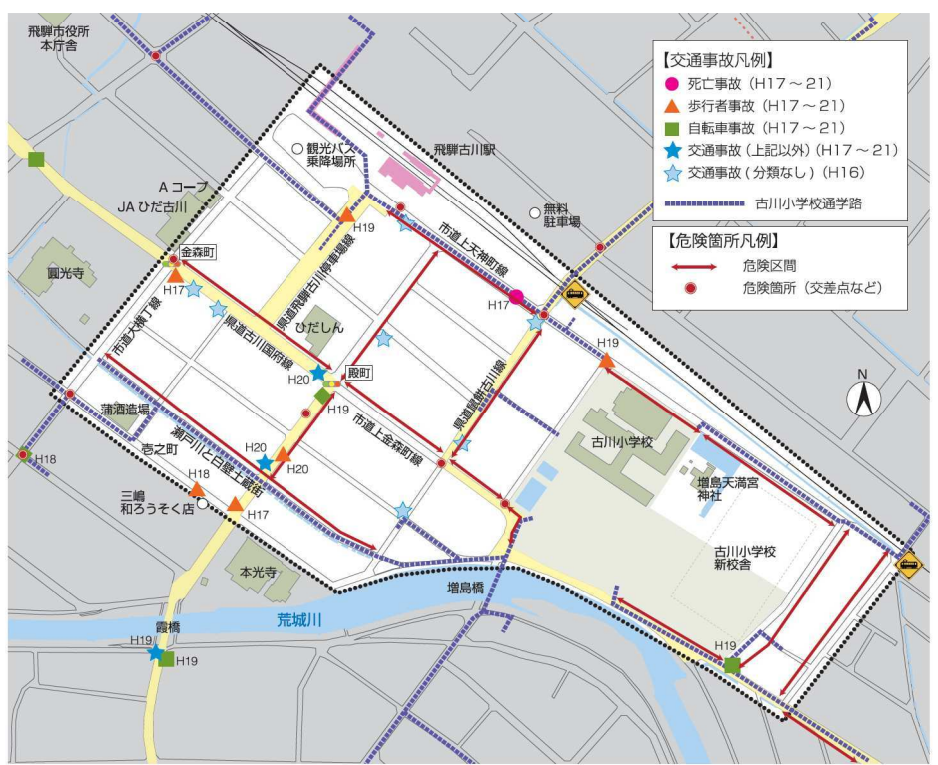 飛騨市役所
本庁舎
観光バス
乗降場所
飛騨古川駅
Aコープ
JAひだ古川
無料
駐車場
【交通事故凡例】
死亡事故（H17～21）
歩行者事故（H17～21）
自転車事故（H17～21）
交通事故（上記以外）（H17～21）
交通事故（分類なし）（H16）
古川小学校通学路
【危険箇所凡例】
危険区間
危険箇所（交差点など）
N
圓光寺
金森町
H17
H19
市道大横丁線
県道古川国府線
県道飛騨古川停車場線
市道上天神町線
H17
ひだしん
H20
殿町
H19
県道鼠餅古川線
H19
市道上金森町線
蒲酒造場
壱之町
瀬戸川と白壁土蔵街
H20
H20
H18
H18
三嶋
和ろうそく店
H17
古川小学校
増島天満宮
神社
古川小学校
新校舎
本光寺
増島橋
荒城川
霞橋
H19
H19
H19